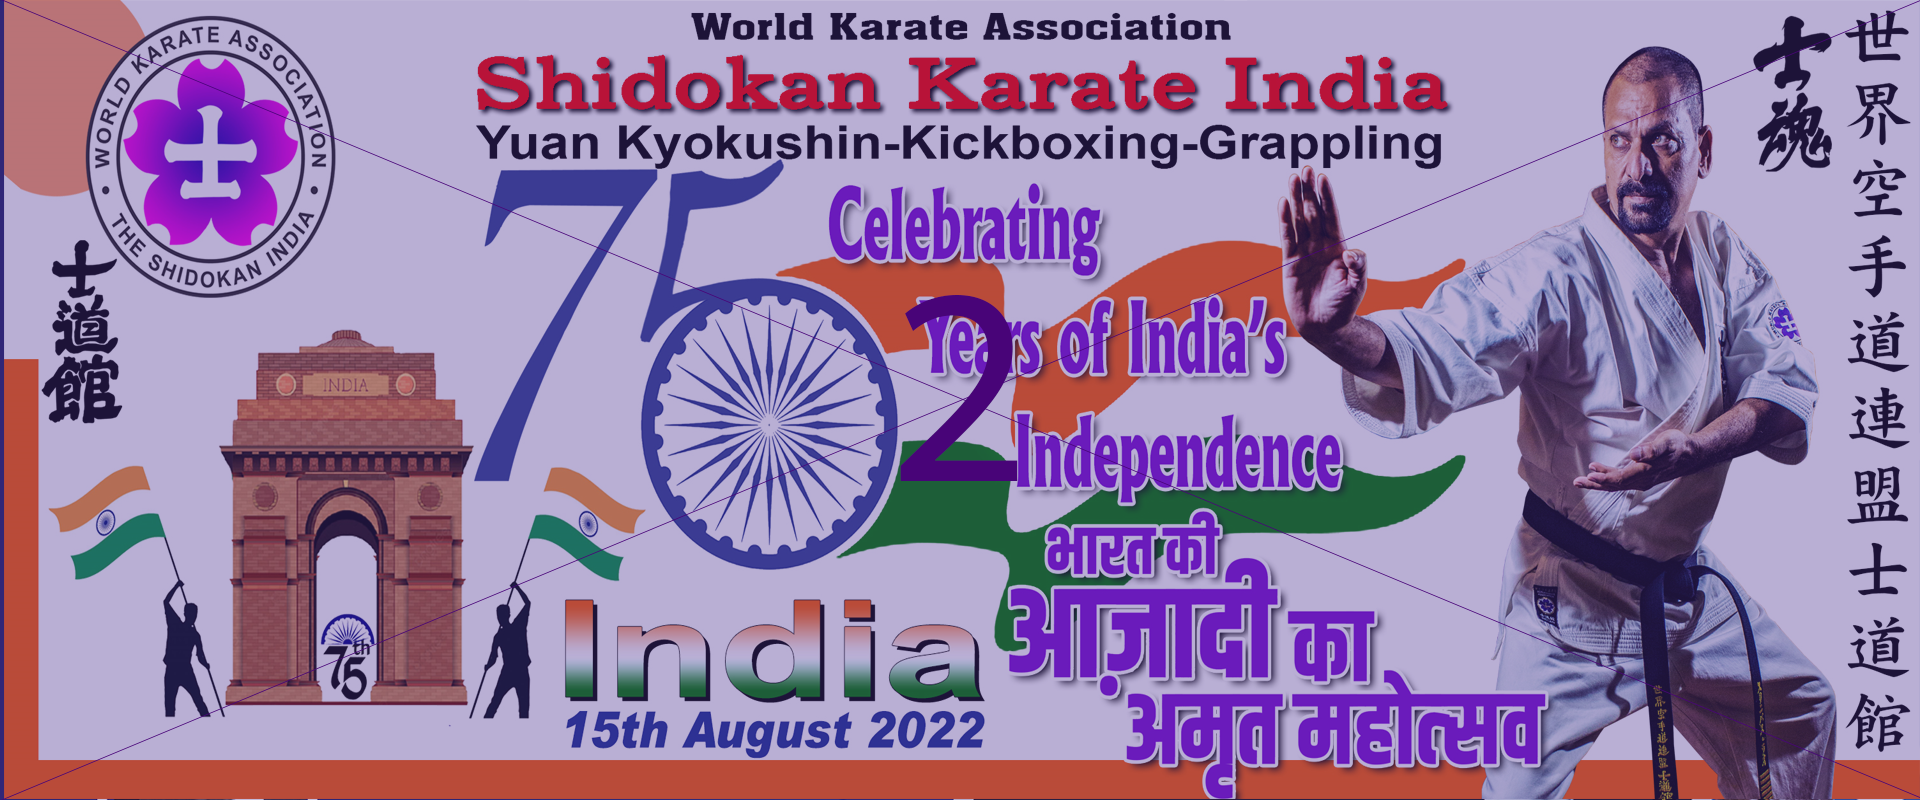 World Karate Association
Shidokan Karate India
Yuan Kyokushin-Kickboxing-Grappling
WORLD KARATE ASSOCIATION
• THE SHIDOKAN INDIA •
士
士道館
75
Celebrating
Years of India's
Independence
2
भारत की
आज़ादी का
अमृत महोत्सव
INDIA
75th
India
15th August 2022
士魂
世界空手道連盟士道館